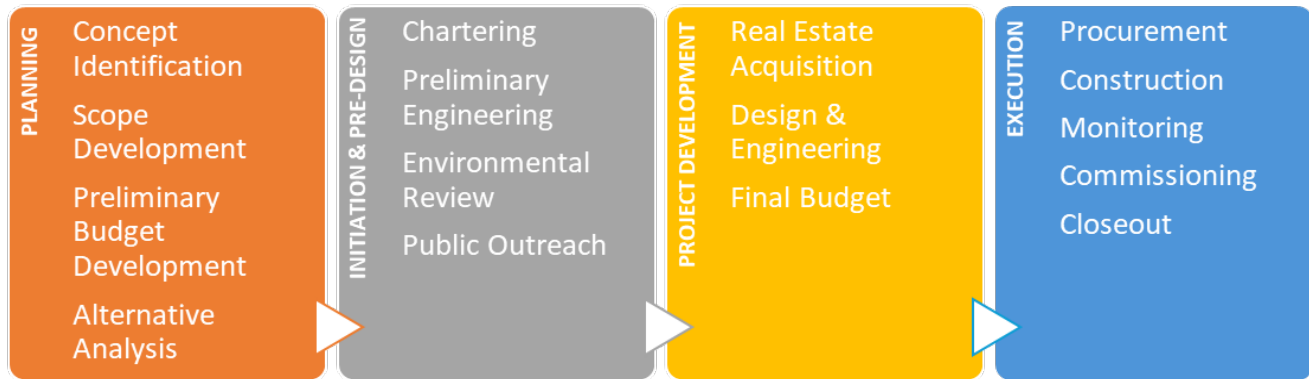 PLANNING
Concept
Identification
Scope
Development
Preliminary
Budget
Development
Alternative
Analysis
INITIATION & PRE-DESIGN
Chartering
Preliminary
Engineering
Environmental
Review
Public Outreach
PROJECT DEVELOPMENT
Real Estate
Acquisition
Design &
Engineering
Final Budget
EXECUTION
Procurement
Construction
Monitoring
Commissioning
Closeout